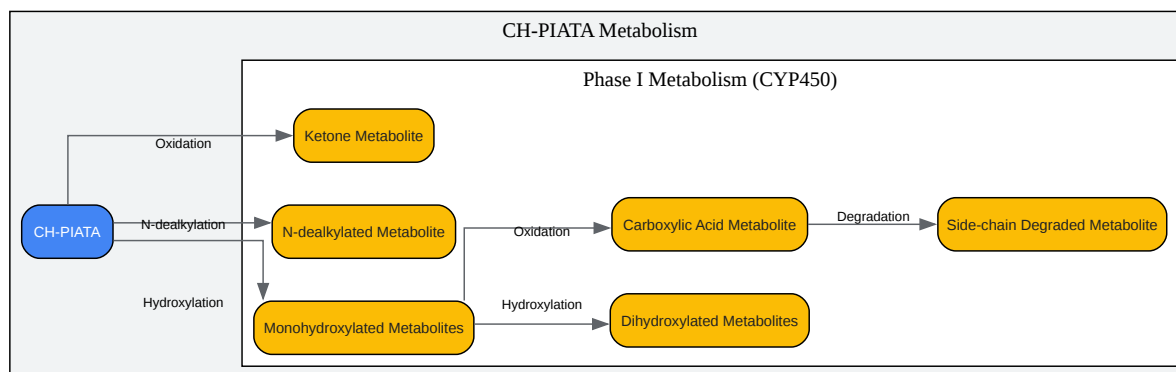 CH-PIATA Metabolism
Phase I Metabolism (CYP450)
Ketone Metabolite
Oxidation
CH-PIATA
N-dealkylation
N-dealkylated Metabolite
Oxidation
Carboxylic Acid Metabolite
Degradation
Side-chain Degraded Metabolite
Hydroxylation
Monohydroxylated Metabolites
Hydroxylation
Dihydroxylated Metabolites